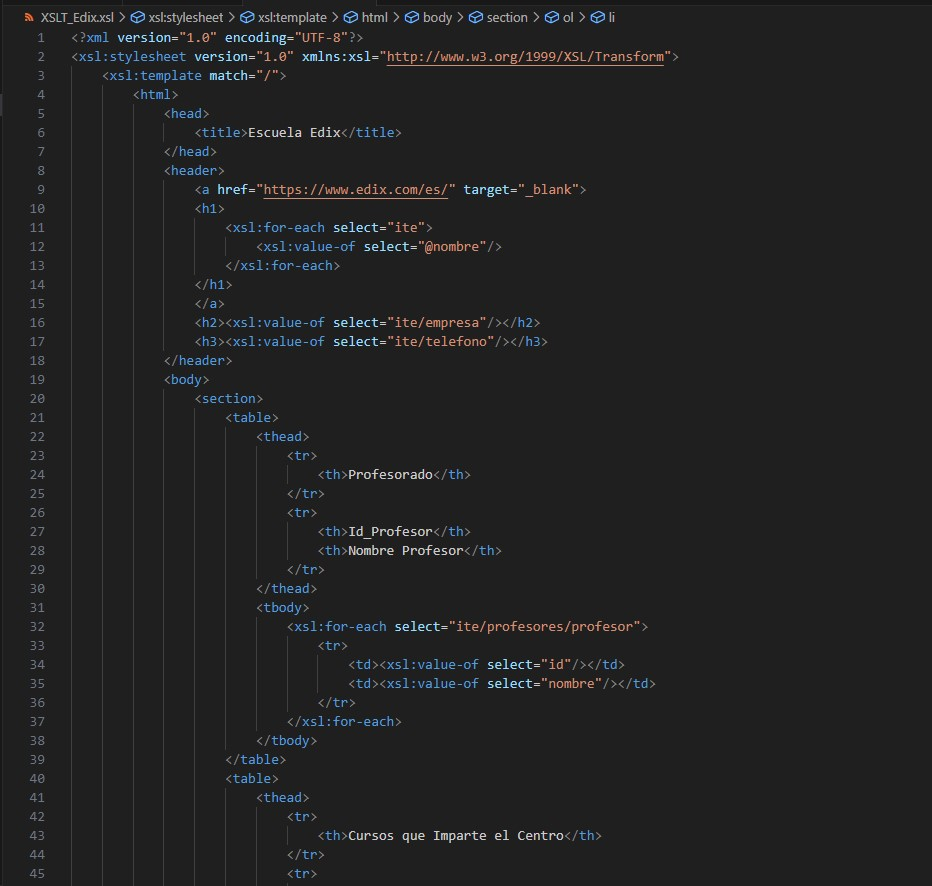 XSLT_Edix.xsl > xsl:stylesheet > xsl:template > html > body > section > ol > li
1 <?xml version="1.0" encoding="UTF-8"?>
2 <xsl:stylesheet version="1.0" xmlns:xsl="http://www.w3.org/1999/XSL/Transform">
3 <xsl:template match="/">
4 <html>
5 <head>
6 <title>Escuela Edix</title>
7 </head>
8 <header>
9 <a href="https://www.edix.com/es/" target="_blank">
10 <h1>
11 <xsl:for-each select="ite">
12 <xsl:value-of select="@nombre"/>
13 </xsl:for-each>
14 </h1>
15 </a>
16 <h2><xsl:value-of select="ite/empresa"/></h2>
17 <h3><xsl:value-of select="ite/telefono"/></h3>
18 </header>
19 <body>
20 <section>
21 <table>
22 <thead>
23 <tr>
24 <th>Profesorado</th>
25 </tr>
26 <tr>
27 <th>Id_Profesor</th>
28 <th>Nombre Profesor</th>
29 </tr>
30 </thead>
31 <tbody>
32 <xsl:for-each select="ite/profesores/profesor">
33 <tr>
34 <td><xsl:value-of select="id"/></td>
35 <td><xsl:value-of select="nombre"/></td>
36 </tr>
37 </xsl:for-each>
38 </tbody>
39 </table>
40 <table>
41 <thead>
42 <tr>
43 <th>Cursos que Imparte el Centro</th>
44 </tr>
45 <tr>